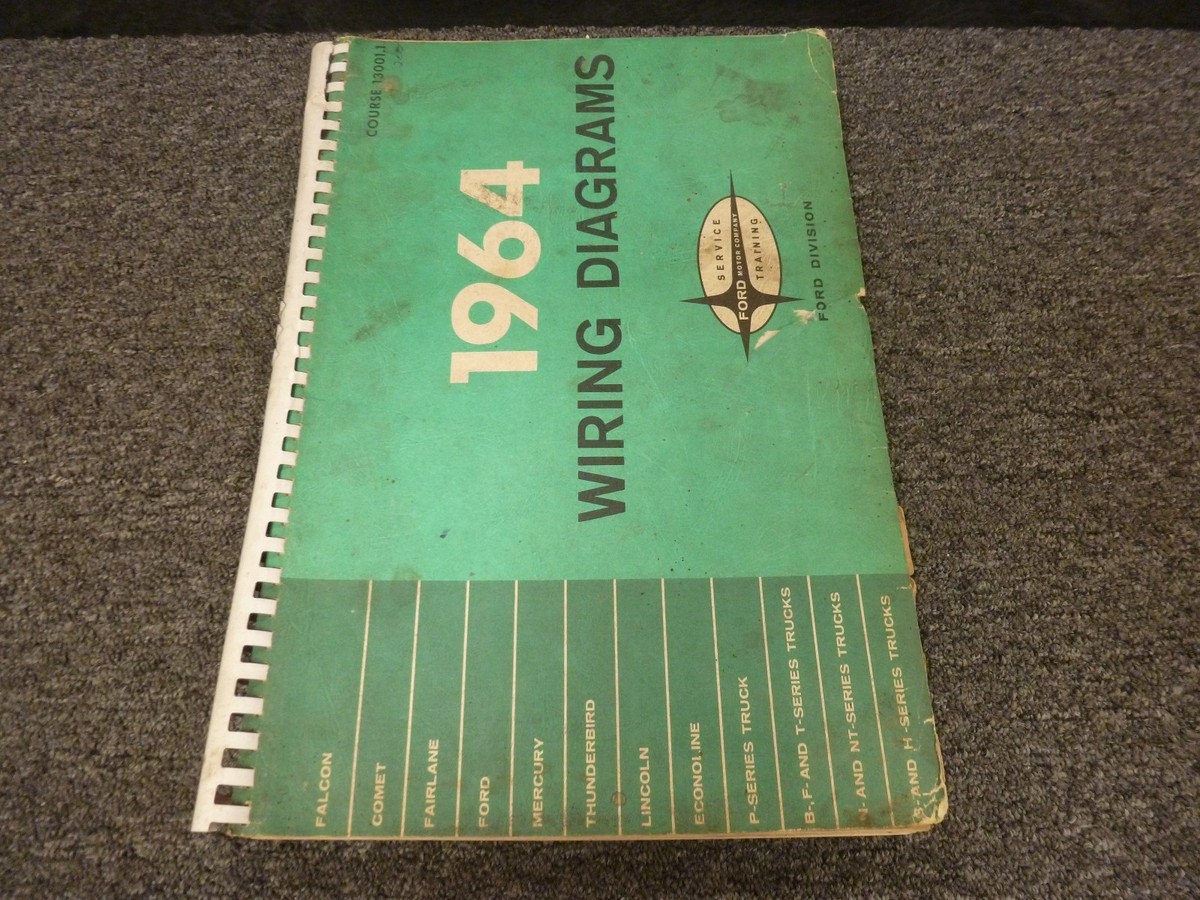 COURSE 13001.1
1964
WIRING DIAGRAMS
SERVICE
FORD MOTOR COMPANY
TRAINING
FORD DIVISION
FALCON
COMET
FAIRLANE
FORD
MERCURY
THUNDERBIRD
LINCOLN
ECONOLINE
P-SERIES TRUCK
B-, F- AND T-SERIES TRUCKS
AND NT-SERIES TRUCKS
AND H-SERIES TRUCKS